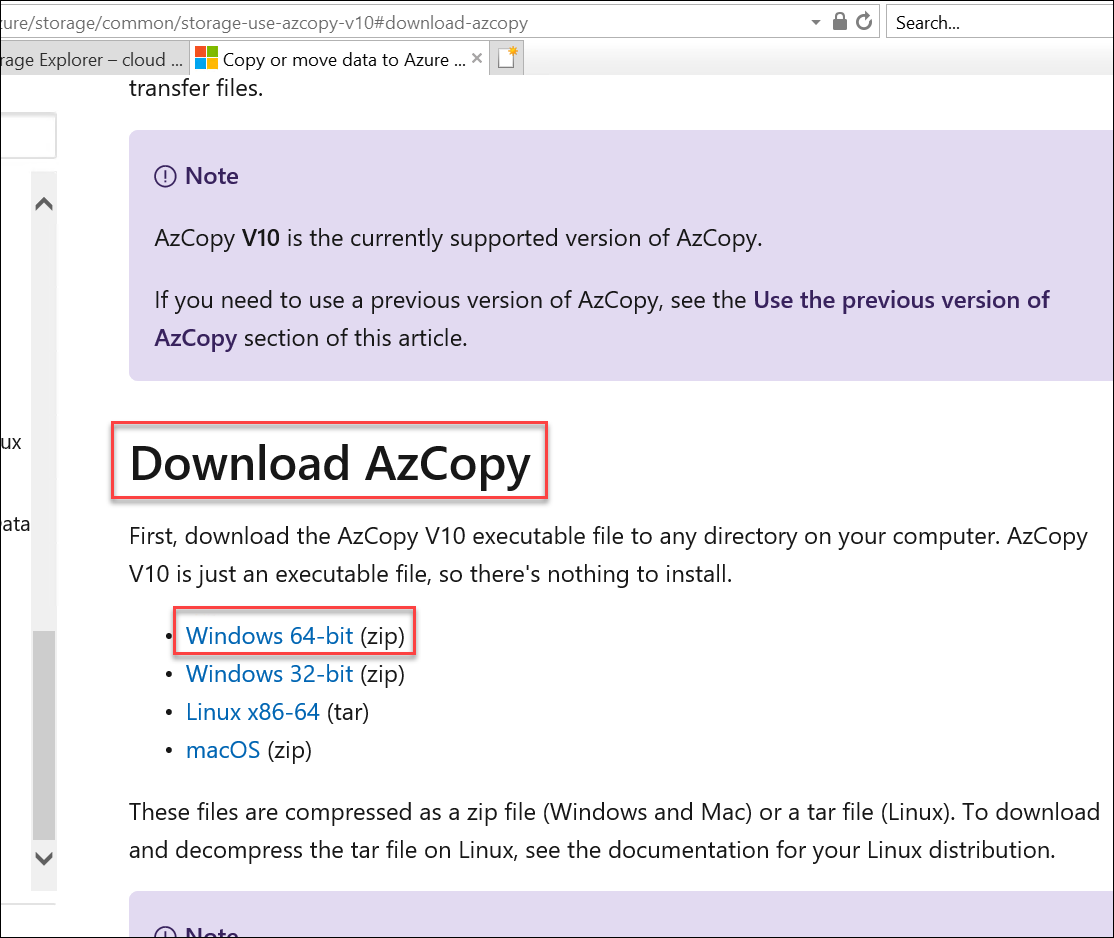 zure/storage/common/storage-use-azcopy-v10#download-azcopy
Search...
rage Explorer – cloud ...
Copy or move data to Azure ...
transfer files.
Note
AzCopy V10 is the currently supported version of AzCopy.
If you need to use a previous version of AzCopy, see the Use the previous version of
AzCopy section of this article.
ux
Download AzCopy
Data
First, download the AzCopy V10 executable file to any directory on your computer. AzCopy
V10 is just an executable file, so there's nothing to install.
• Windows 64-bit (zip)
• Windows 32-bit (zip)
• Linux x86-64 (tar)
• macOS (zip)
These files are compressed as a zip file (Windows and Mac) or a tar file (Linux). To download
and decompress the tar file on Linux, see the documentation for your Linux distribution.
Note